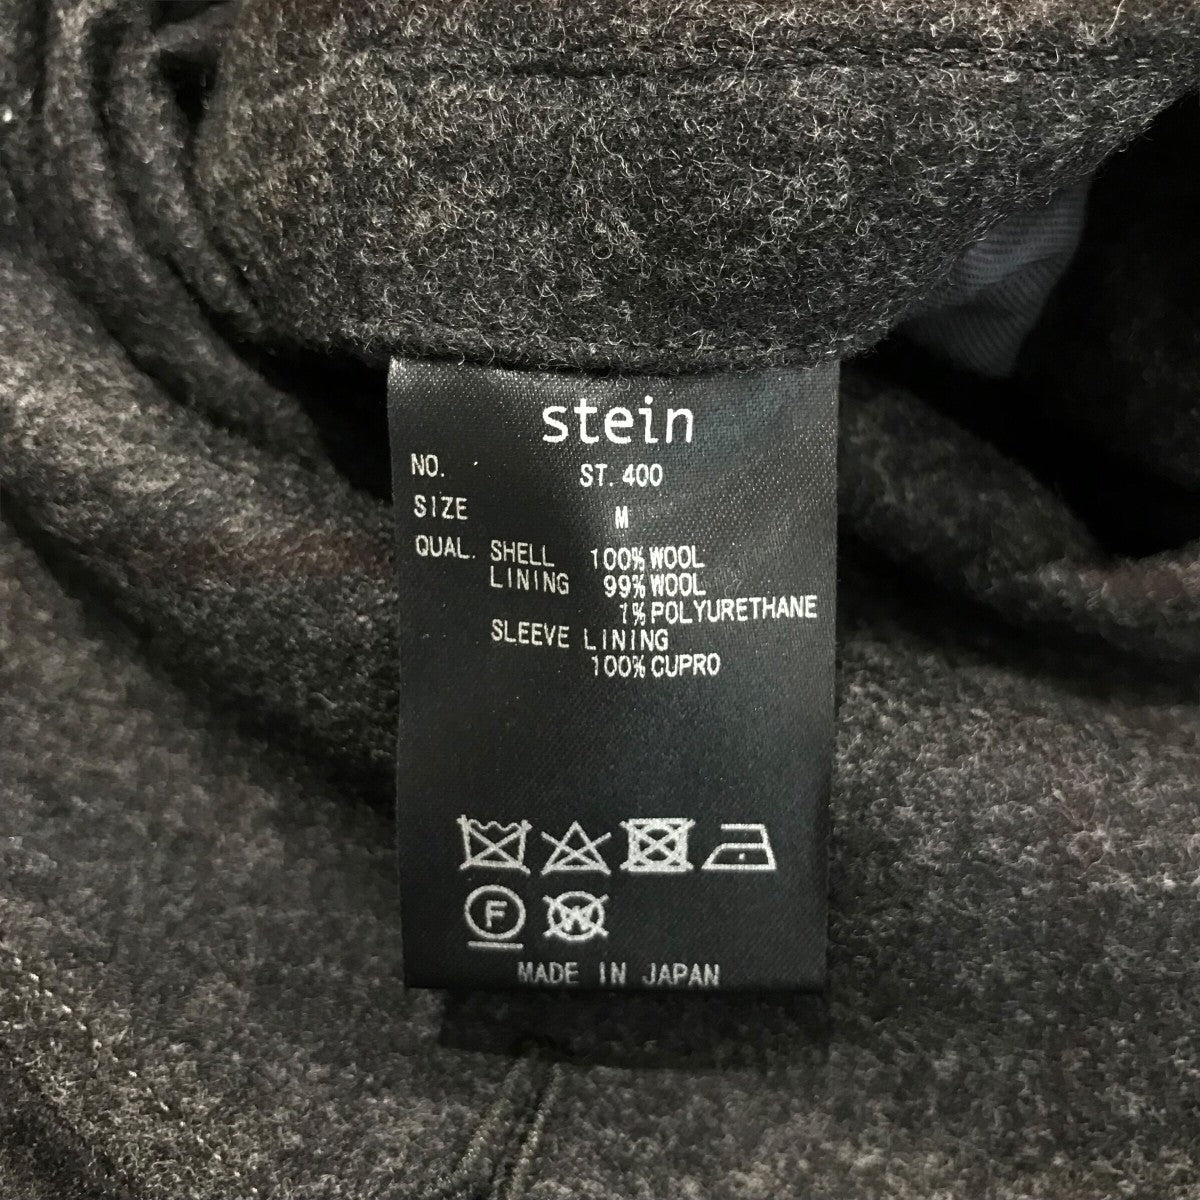 stein
NO. ST.400
SIZE M
QUAL. SHELL 100% WOOL
LINING 99% WOOL
1% POLYURETHANE
SLEEVE LINING
100% CUPRO
F W
MADE IN JAPAN